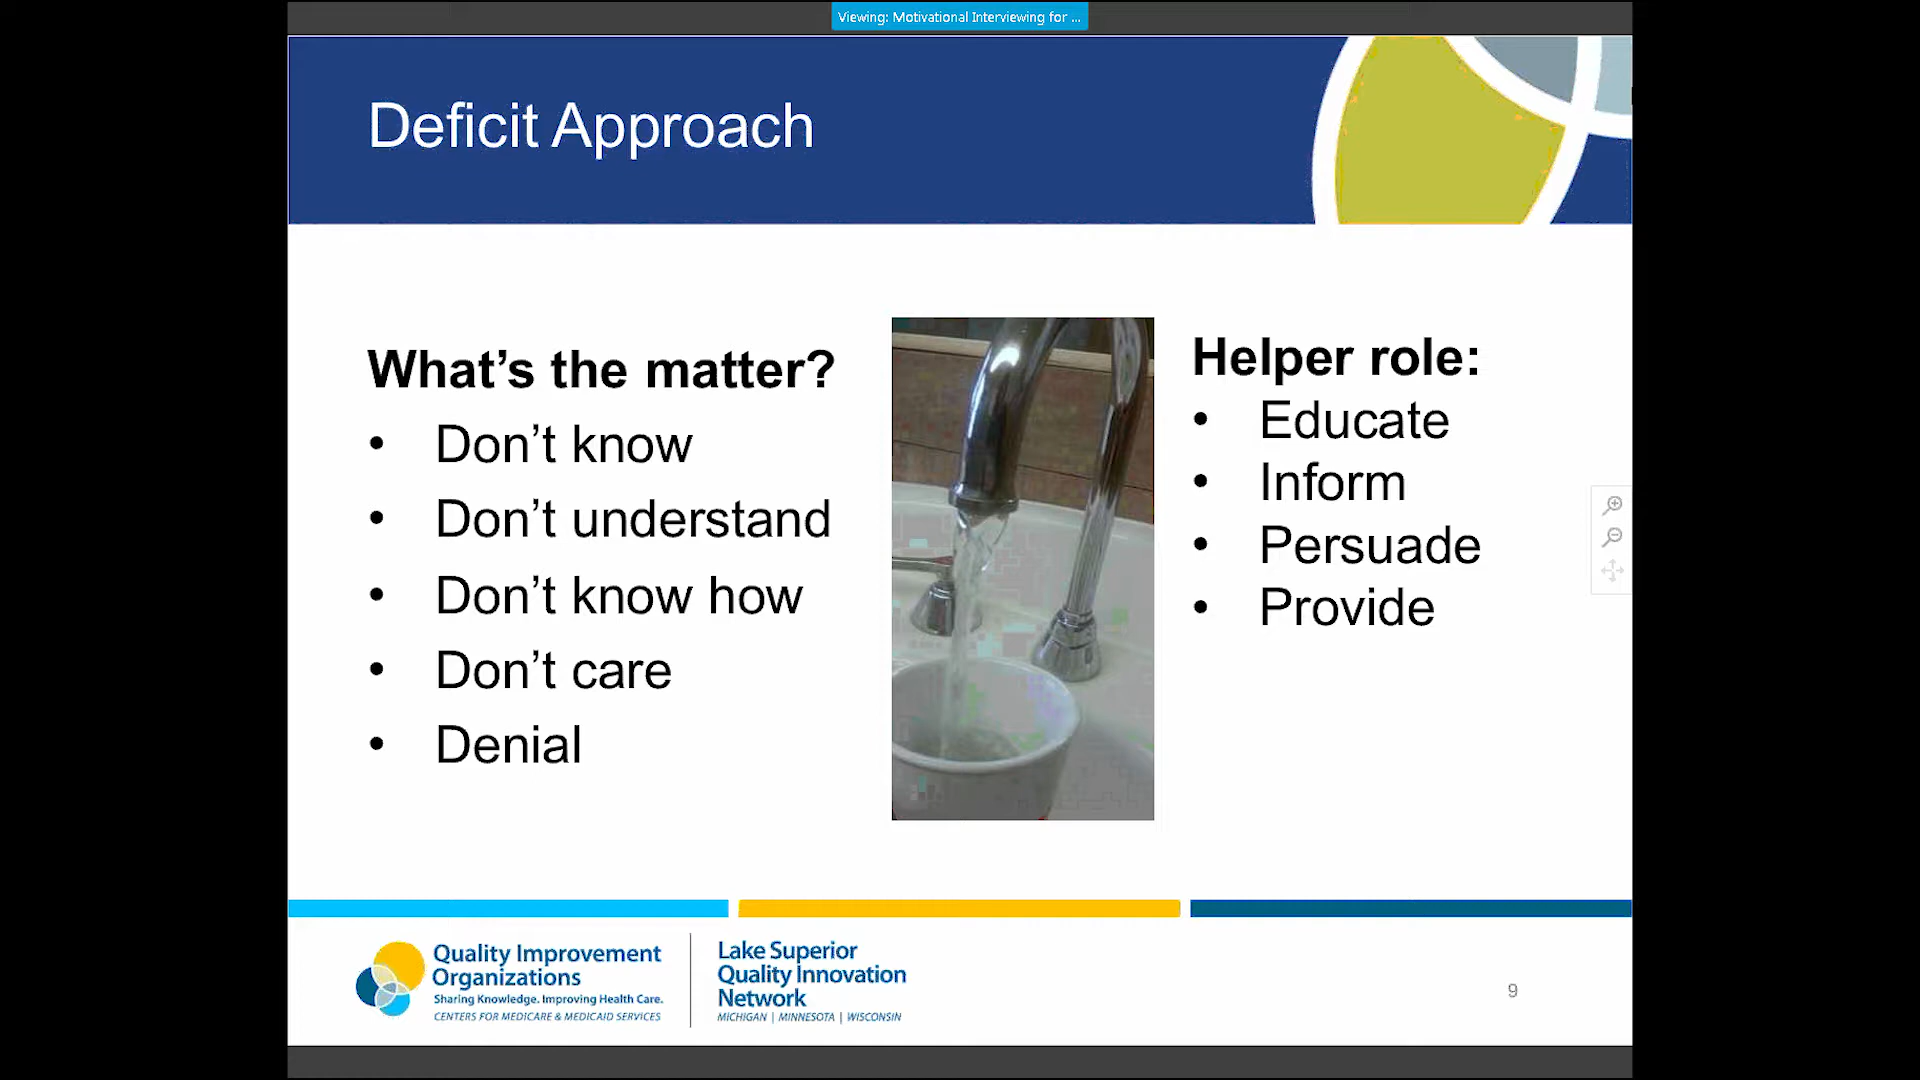 Viewing: Motivational Interviewing for ...
Deficit Approach
What’s the matter?
• Don’t know
• Don’t understand
• Don’t know how
• Don’t care
• Denial
Helper role:
• Educate
• Inform
• Persuade
• Provide
Quality Improvement
Organizations
Sharing Knowledge. Improving Health Care.
CENTERS FOR MEDICARE & MEDICAID SERVICES
Lake Superior
Quality Innovation
Network
MICHIGAN | MINNESOTA | WISCONSIN
9